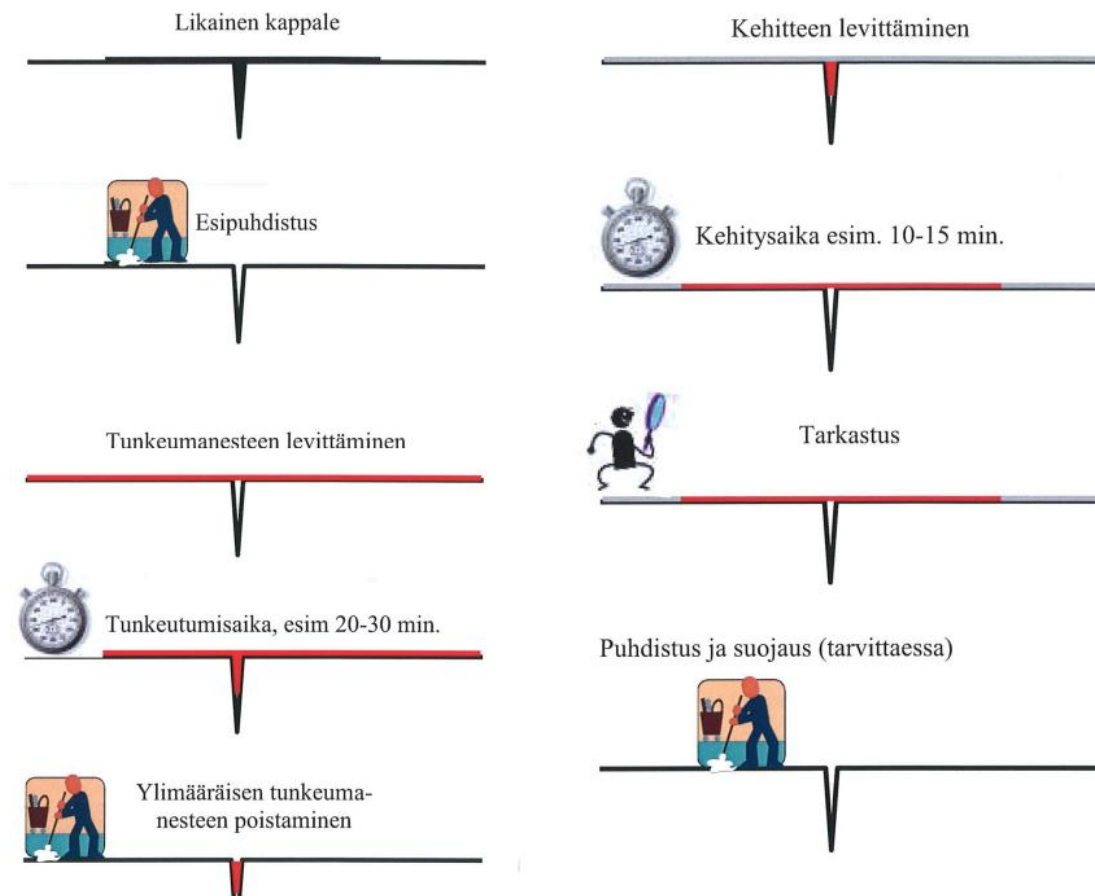 Likainen kappale
Esipuhdistus
Tunkeumanesteen levittäminen
Tunkeutumisaika, esim 20-30 min.
Ylimääräisen tunkeuma-
nesteen poistaminen
Kehitteen levittäminen
Kehitysaika esim. 10-15 min.
Tarkastus
Puhdistus ja suojaus (tarvittaessa)